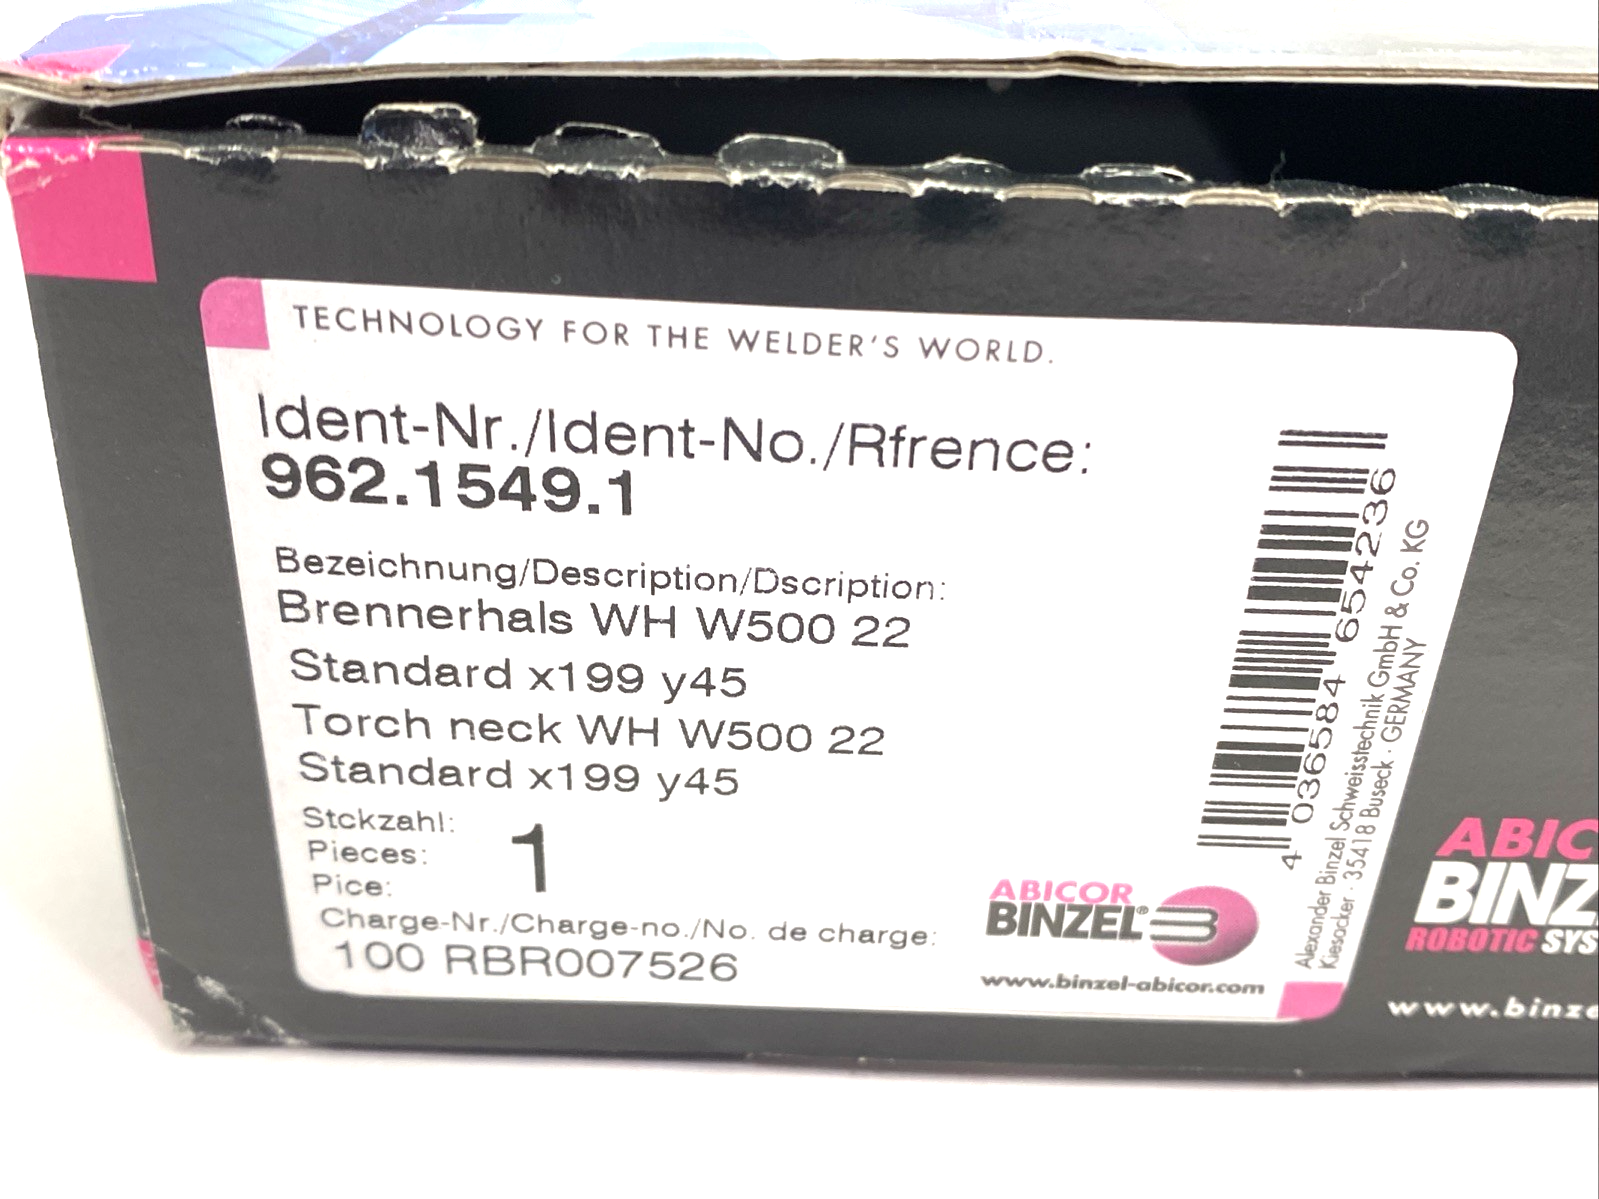 TECHNOLOGY FOR THE WELDER'S WORLD.
Ident-Nr./Ident-No./Rfrence:
962.1549.1
Bezeichnung/Description/Dscription:
Brennerhals WH W500 22
Standard x199 y45
Torch neck WH W500 22
Standard x199 y45
Stckzahl:
Pieces: 1
Pice:
Charge-Nr./Charge-no./No. de charge:
100 RBR007526
ABICOR
BINZEL®
www.binzel-abicor.com
4 036584 654236
Alexander Binzel Schweisstechnik GmbH & Co. KG
Kiesacker · 35418 Buseck · GERMANY
ABIC
BINZ
ROBOTIC SYS
www.binze